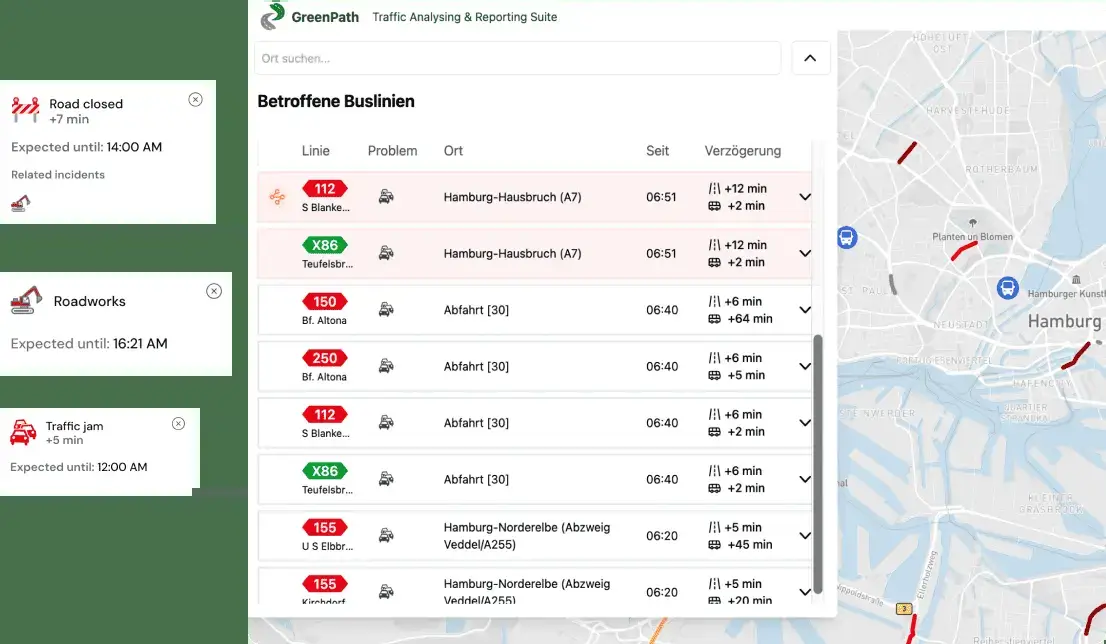 GreenPath Traffic Analysing & Reporting Suite
Ort suchen...
Betroffene Buslinien
Linie Problem Ort Seit Verzögerung
112 S Blanke... Hamburg-Hausbruch (A7) 06:51 +12 min
+2 min
X86 Teufelsbr... Hamburg-Hausbruch (A7) 06:51 +12 min
+2 min
150 Bf. Altona Abfahrt [30] 06:40 +6 min
+64 min
250 Bf. Altona Abfahrt [30] 06:40 +6 min
+5 min
112 S Blanke... Abfahrt [30] 06:40 +6 min
+2 min
X86 Teufelsbr... Abfahrt [30] 06:40 +6 min
+2 min
155 U S Elbbr... Hamburg-Norderelbe (Abzweig
Veddel/A255) 06:20 +5 min
+45 min
155 Kirchdorf Hamburg-Norderelbe (Abzweig
Veddel/A255) 06:20 +5 min
+20 min
Road closed
+7 min
Expected until: 14:00 AM
Related incidents
Roadworks
Expected until: 16:21 AM
Traffic jam
+5 min
Expected until: 12:00 AM
HOHELUFT
OST
HARVESTEHUDE
ROTHERBAUM
Planten un Blomen
ST. PAULI
Hamburger Kunsth
NEUSTADT
Hamburg
HAFENCITY
STEINWERDER
QUARTIER
KLEINER
GRASBROOK
Ellerholzweg
3